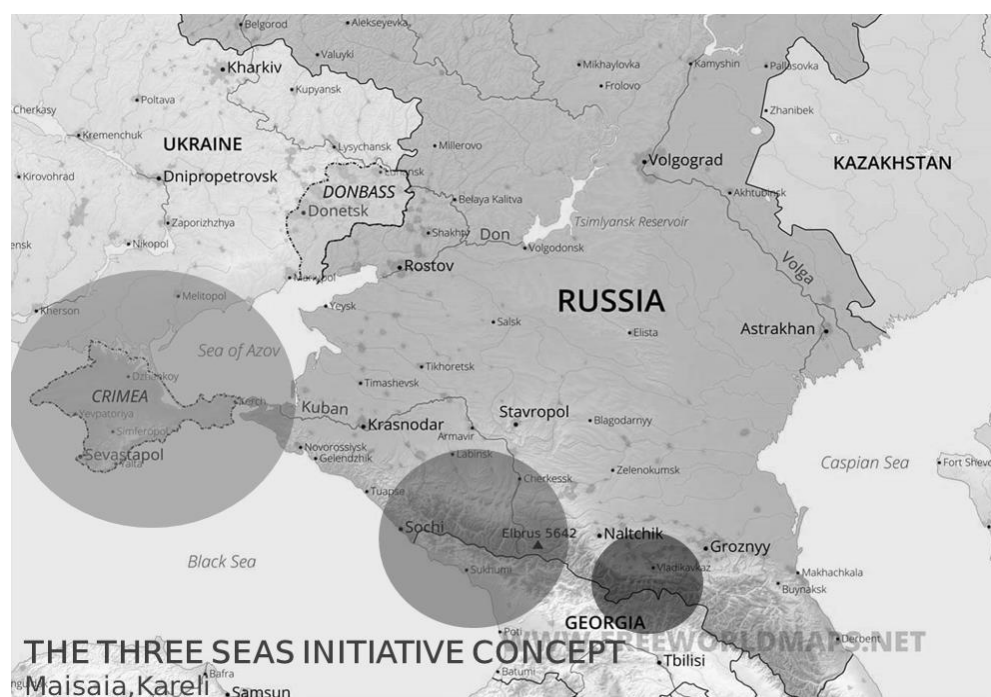 Belgorod
Alekseyevka
Valuyki
Kharkiv
Mikhaylovka
Kamyshin
Pallasovka
Kupyansk
Frolovo
Poltava
Cherkasy
Zhanibek
Kremenchuk
UKRAINE
Lysychansk
Millerovo
Volgograd
KAZAKHSTAN
Kirovohrad
Dnipropetrovsk
DONBASS
Akhtubinsk
Belaya Kalitva
Donetsk
Zaporizhzhya
Tsimlyansk Reservoir
Shakhty
Don
Nikopol
Volgodonsk
Rostov
Volga
Mariupol
Melitopol
Yeysk
RUSSIA
Kherson
Salsk
Elista
Astrakhan
Sea of Azov
Tikhoretsk
Dzhankoy
Timashevsk
CRIMEA
Kerch
Kuban
Stavropol
Yevpatoriya
Krasnodar
Blagodarnyy
Simferopol
Armavir
Novorossiysk
Sevastapol
Yalta
Gelendzhik
Labinsk
Caspian Sea
Zelenokumsk
Cherkessk
Tuapse
Sochi
Elbrus 5642
Naltchik
Groznyy
Black Sea
Sukhumi
Vladikavkaz
Makhachkala
Buynaksk
GEORGIA
Poti
WWW.FREEWORLDMAPS.NET
Derbent
THE THREE SEAS INITIATIVE CONCEPT
Tbilisi
Batumi
Bafra
Maisaia,Kareli
Samsun